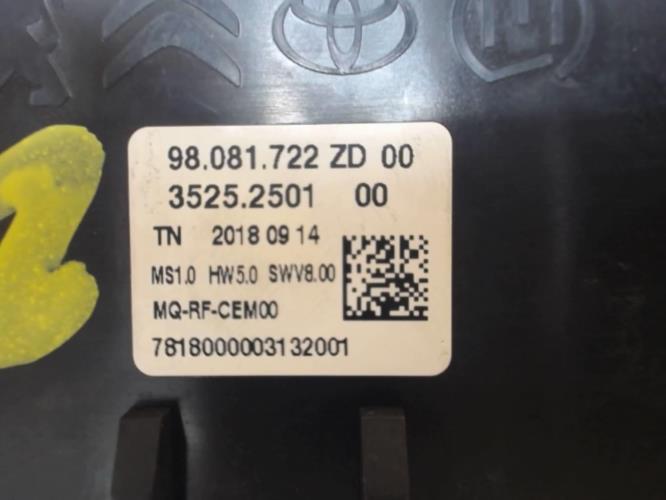 98.081.722 ZD 00
3525.2501 00
TN 2018 09 14
MS1.0 HW5.0 SWV8.00
MQ-RF-CEM00
7818000003132001
2